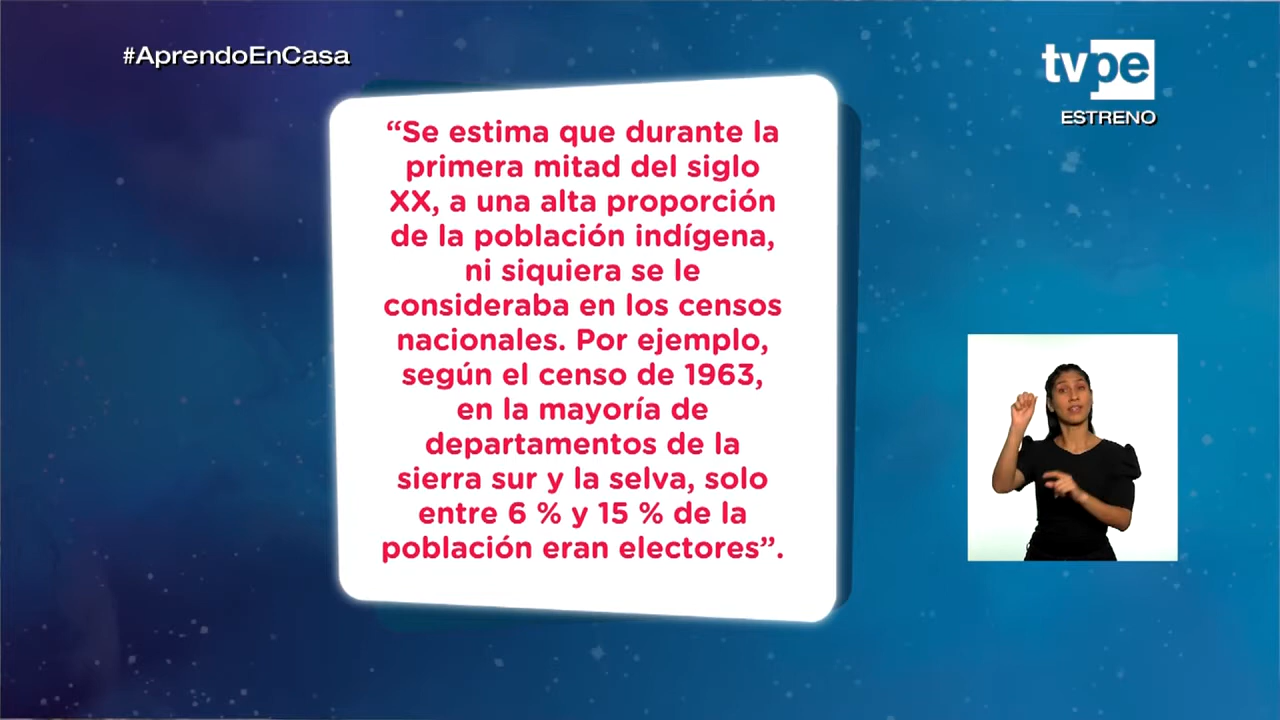 #AprendoEnCasa
tvpe
ESTRENO
“Se estima que durante la
primera mitad del siglo
XX, a una alta proporción
de la población indígena,
ni siquiera se le
consideraba en los censos
nacionales. Por ejemplo,
según el censo de 1963,
en la mayoría de
departamentos de la
sierra sur y la selva, solo
entre 6 % y 15 % de la
población eran electores”.